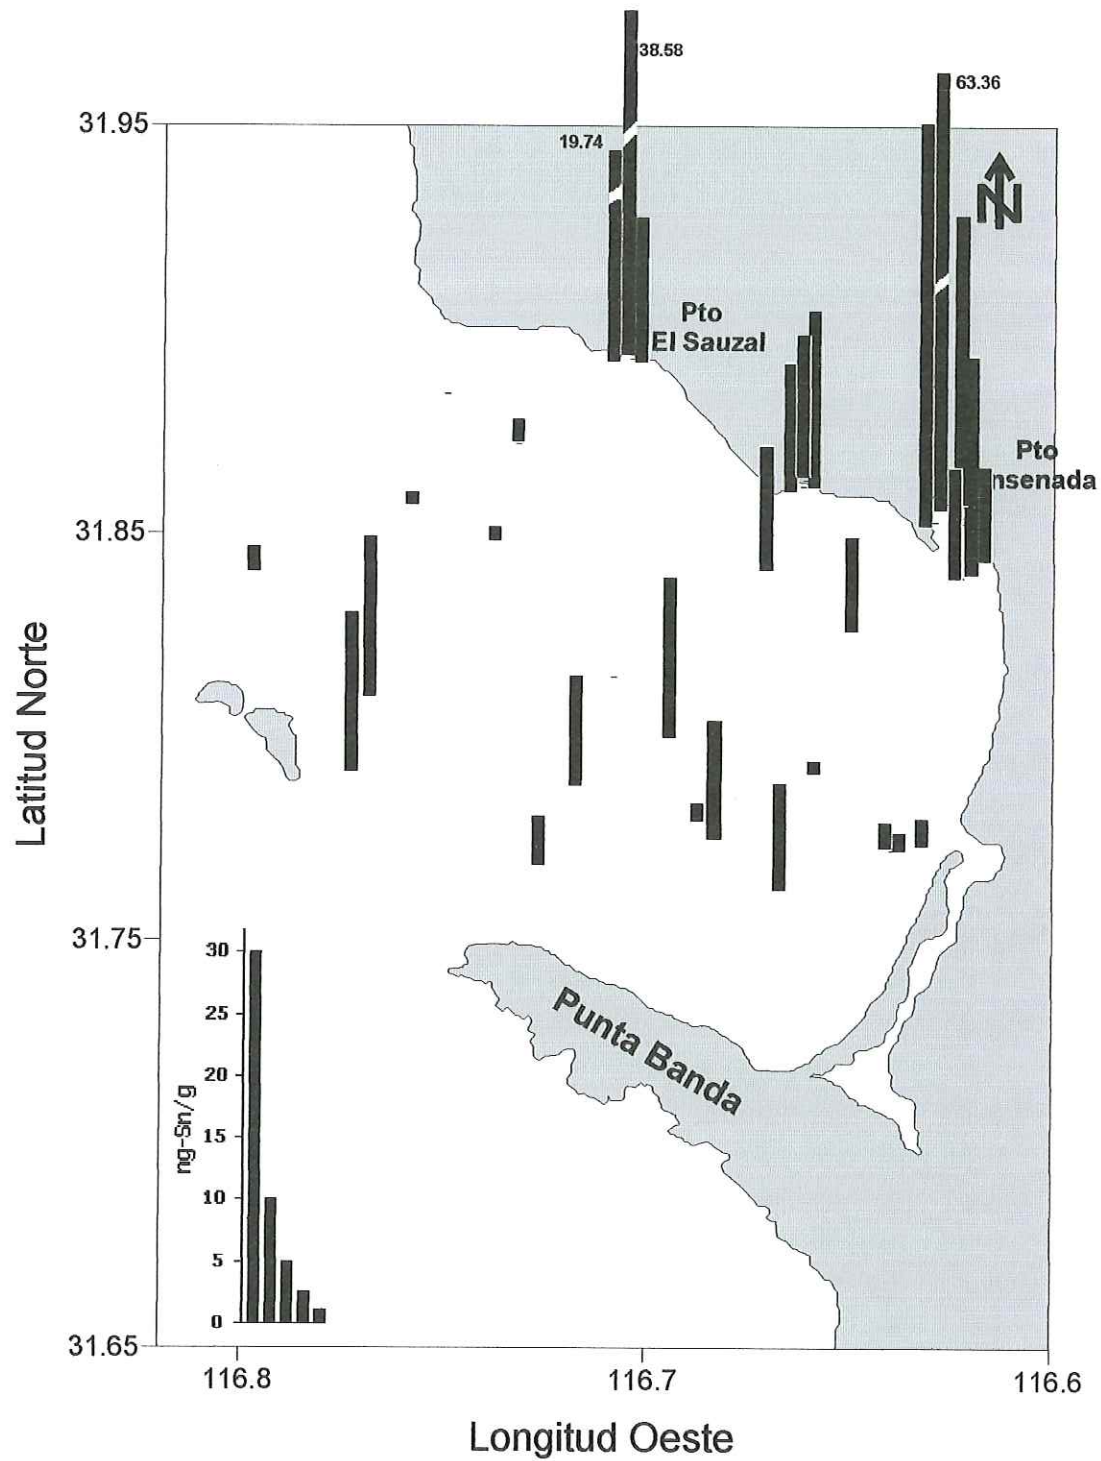 38.58
63.36
31.95
19.74
N
Pto
El Sauzal
Pto
nsenada
31.85
Latitud Norte
31.75
30
25
20
15
10
5
0
ng-Sn/g
Punta Banda
31.65
116.8
116.7
116.6
Longitud Oeste